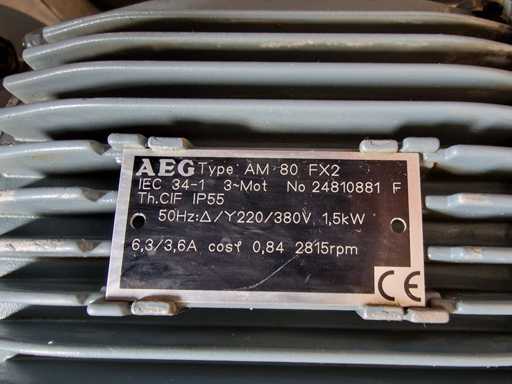 AEG Type AM 80 FX2
IEC 34-1 3~Mot No 24810881 F
Th.ClF IP55
50Hz:Δ/Y220/380V 1,5kW
6,3/3,6A cosφ 0,84 2815rpm
CE